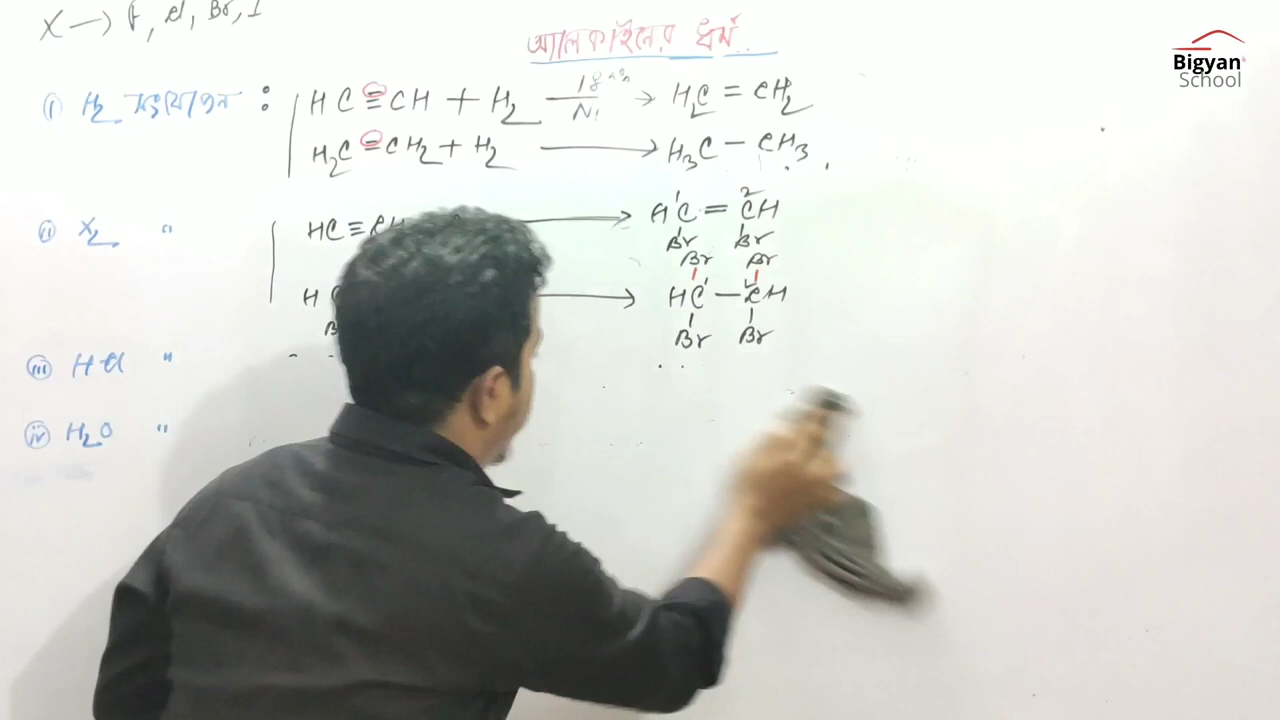 X → F, Cl, Br, I
অ্যালকাইনের ধর্ম..
Bigyan
School
(i) H2 সংযোজন : HC ≡ CH + H2 → H2C = CH2
Ni
H2C = CH2 + H2 → H3C − CH3
(ii) X2 " HC ≡ CH → HC = CH
1 2
Br Br
Br Br
H → HC − CH
Br Br
(iii) HCl "
(iv) H2O "